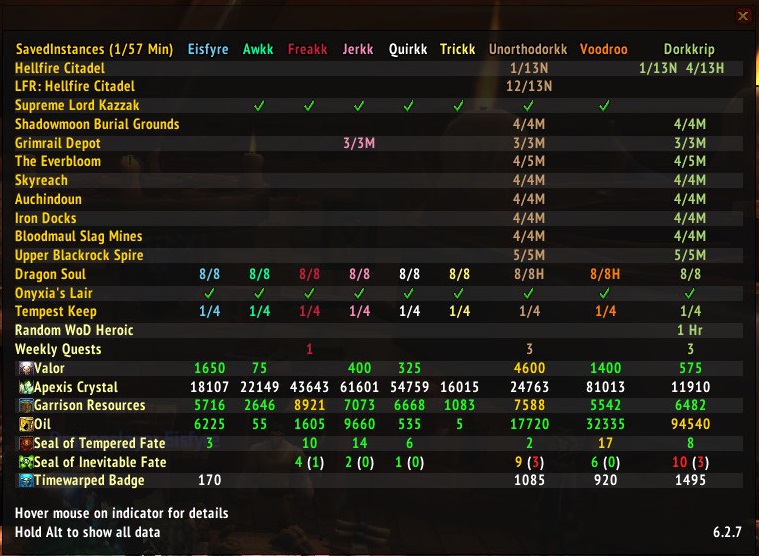 SavedInstances (1/57 Min) Eisfyre Awkk Freakk Jerkk Quirkk Trickk Unorthodorkk Voodroo Dorkkrip
Hellfire Citadel 1/13N 1/13N 4/13H
LFR: Hellfire Citadel 12/13N
Supreme Lord Kazzak
Shadowmoon Burial Grounds 4/4M 4/4M
Grimrail Depot 3/3M 3/3M 3/3M
The Everbloom 4/5M 4/5M
Skyreach 4/4M 4/4M
Auchindoun 4/4M 4/4M
Iron Docks 4/4M 4/4M
Bloodmaul Slag Mines 4/4M 4/4M
Upper Blackrock Spire 5/5M 5/5M
Dragon Soul 8/8 8/8 8/8 8/8 8/8 8/8 8/8H 8/8H 8/8
Onyxia's Lair
Tempest Keep 1/4 1/4 1/4 1/4 1/4 1/4 1/4 1/4 1/4
Random WoD Heroic 1 Hr
Weekly Quests 1 3 3
Valor 1650 75 400 325 4600 1400 575
Apexis Crystal 18107 22149 43643 61601 54759 16015 24763 81013 11910
Garrison Resources 5716 2646 8921 7073 6668 1083 7588 5542 6482
Oil 6225 55 1605 9660 535 5 17720 32335 94540
Seal of Tempered Fate 3 10 14 6 2 17 8
Seal of Inevitable Fate 4 (1) 2 (0) 1 (0) 9 (3) 6 (0) 10 (3)
Timewarped Badge 170 1085 920 1495
Hover mouse on indicator for details
Hold Alt to show all data 6.2.7